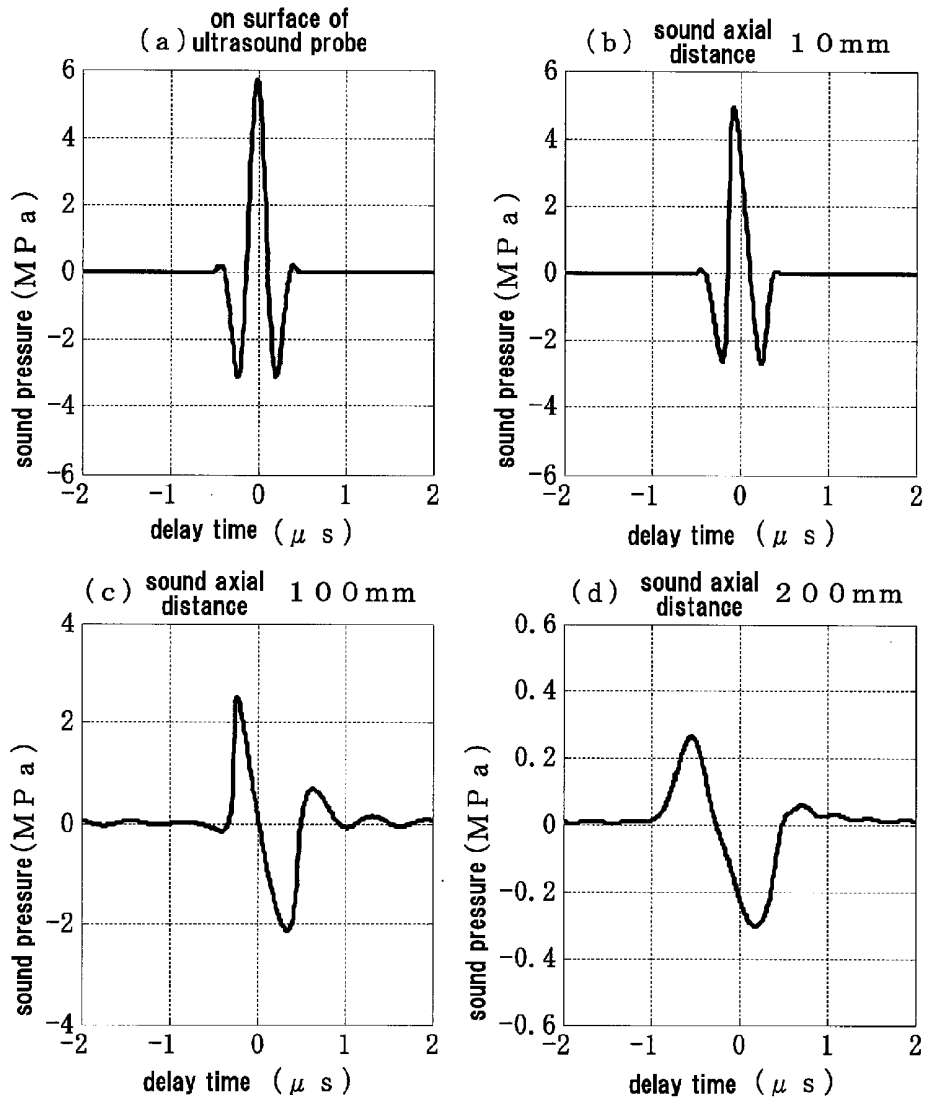 (a) on surface of
ultrasound probe
6
4
2
0
-2
-4
-6
-2 -1 0 1 2
sound pressure (MPa)
delay time (μs)
(b) sound axial
distance 10mm
6
4
2
0
-2
-4
-6
-2 -1 0 1 2
sound pressure (MPa)
delay time (μs)
(c) sound axial
distance 100mm
4
2
0
-2
-4
-2 -1 0 1 2
sound pressure (MPa)
delay time (μs)
(d) sound axial
distance 200mm
0.6
0.4
0.2
0
-0.2
-0.4
-0.6
-2 -1 0 1 2
sound pressure (MPa)
delay time (μs)